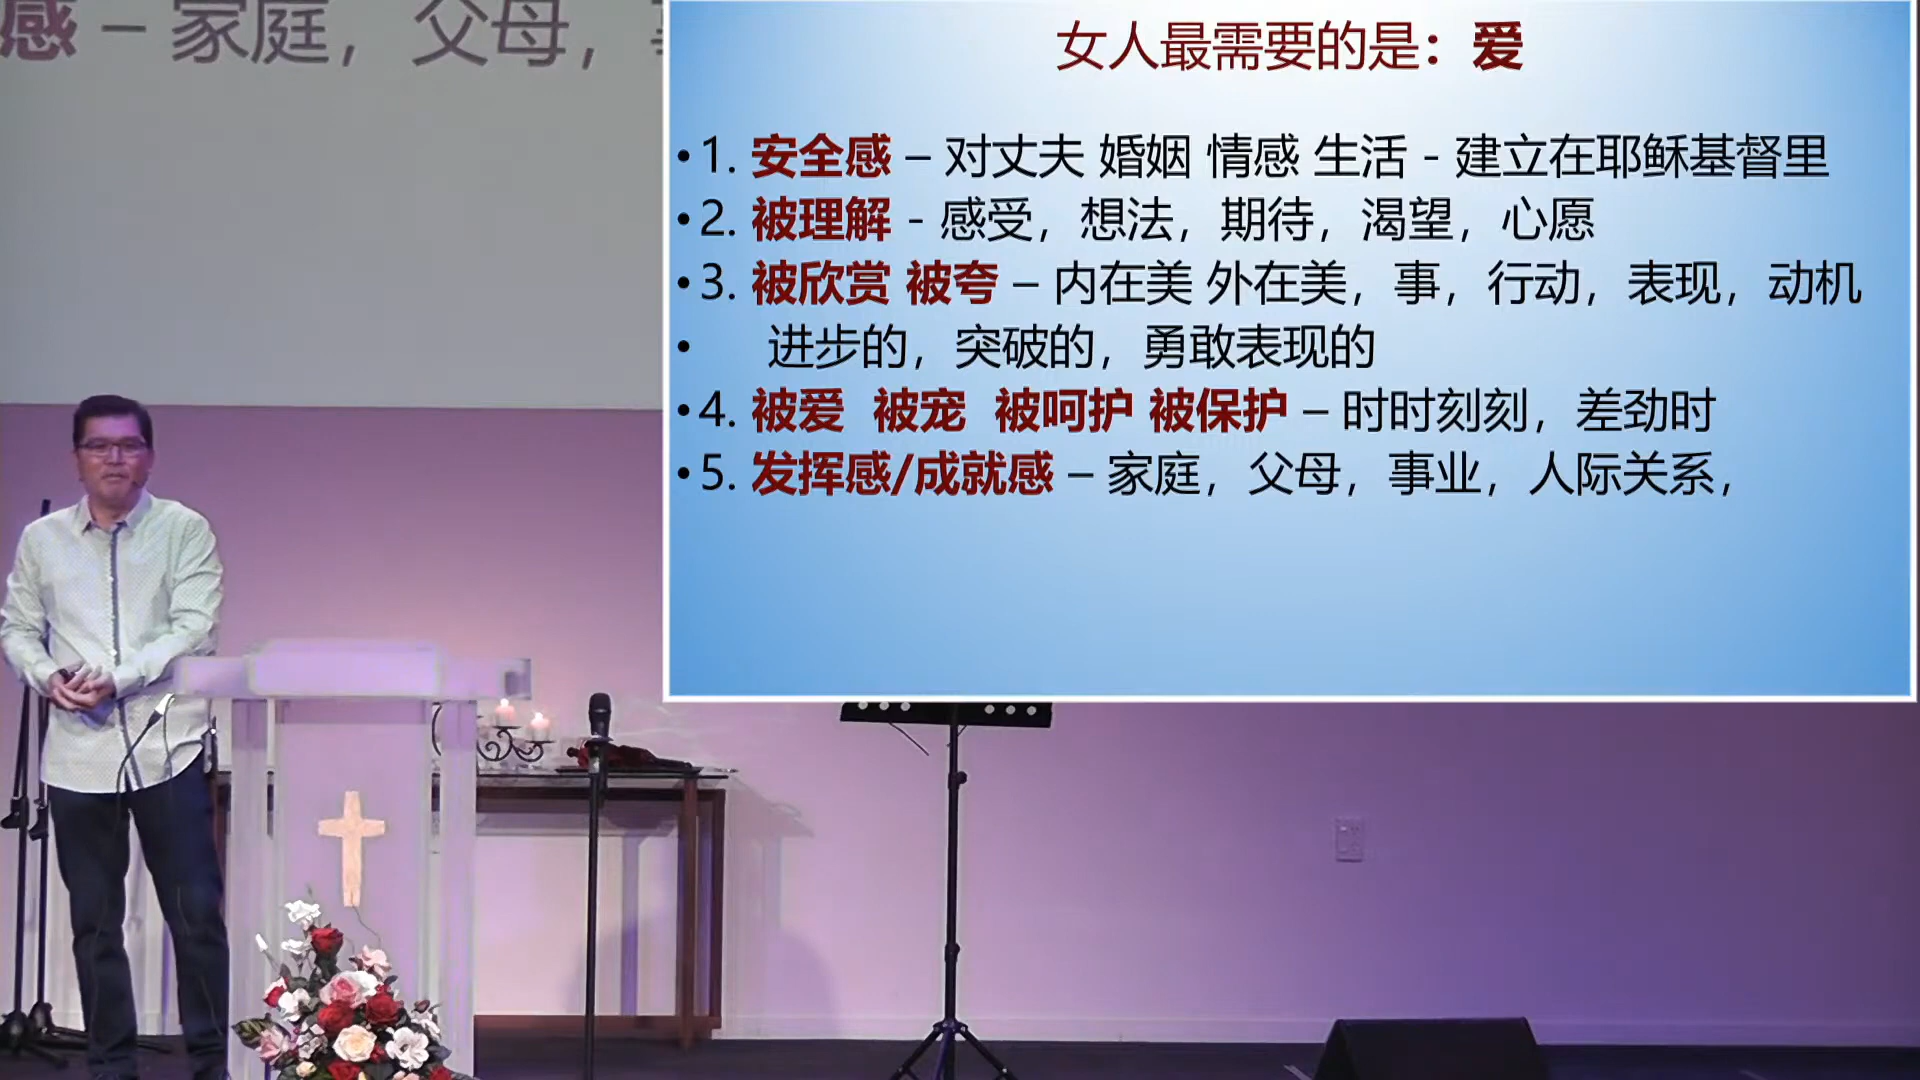 感 – 家庭，父母，
女人最需要的是：爱
•1. 安全感 – 对丈夫 婚姻 情感 生活 - 建立在耶稣基督里
•2. 被理解 - 感受，想法，期待，渴望，心愿
•3. 被欣赏 被夸 – 内在美 外在美，事，行动，表现，动机
• 进步的，突破的，勇敢表现的
•4. 被爱 被宠 被呵护 被保护 – 时时刻刻，差劲时
•5. 发挥感/成就感 – 家庭，父母，事业，人际关系，